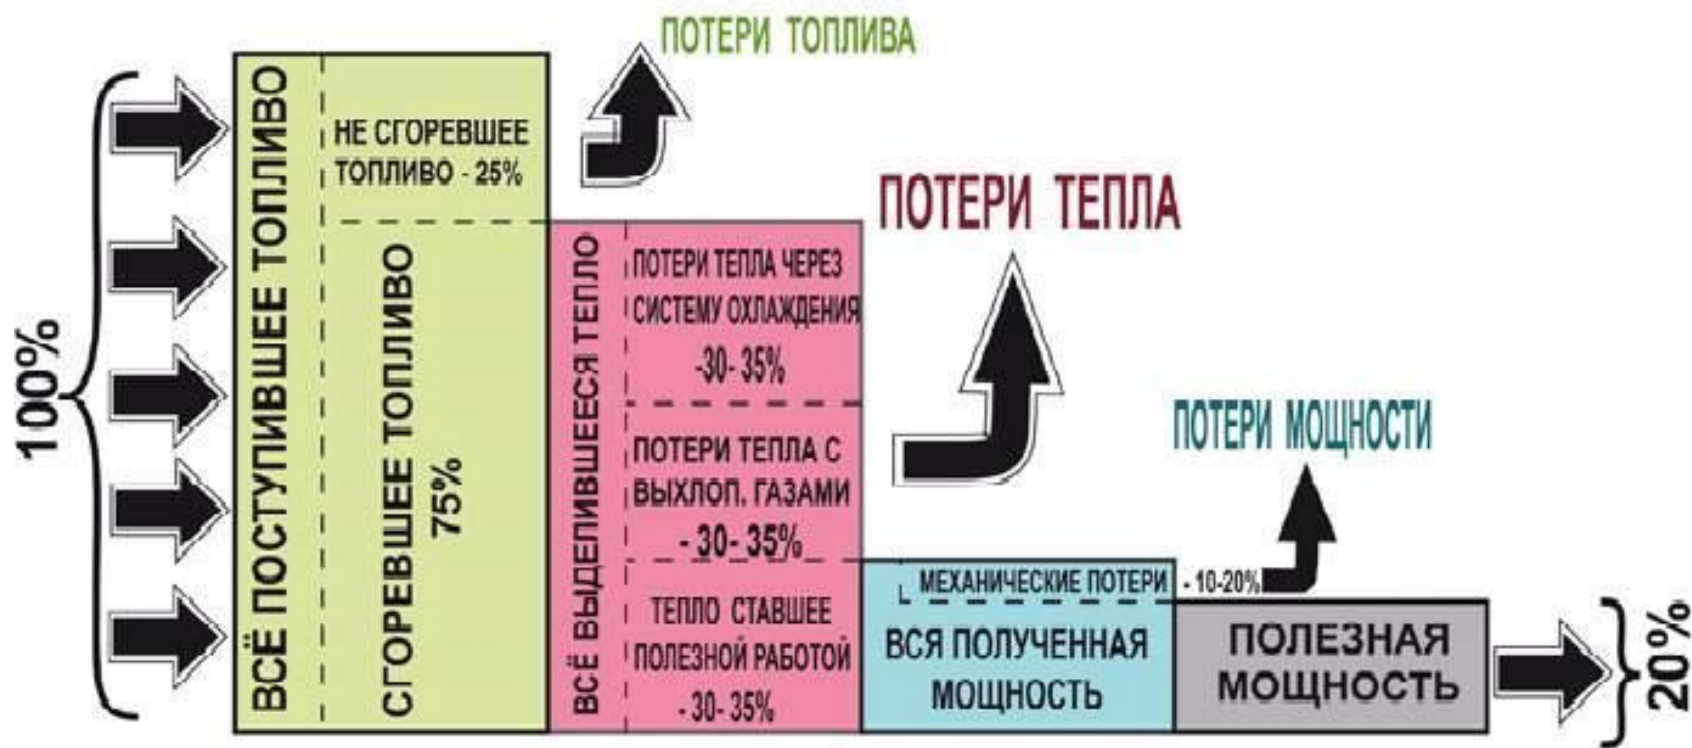 100%
ВСЁ ПОСТУПИВШЕЕ ТОПЛИВО
НЕ СГОРЕВШЕЕ
ТОПЛИВО - 25%
СГОРЕВШЕЕ ТОПЛИВО
75%
ПОТЕРИ ТОПЛИВА
ВСЁ ВЫДЕЛИВШЕЕСЯ ТЕПЛО
ПОТЕРИ ТЕПЛА ЧЕРЕЗ
СИСТЕМУ ОХЛАЖДЕНИЯ
-30- 35%
ПОТЕРИ ТЕПЛА С
ВЫХЛОП. ГАЗАМИ
- 30- 35%
ТЕПЛО СТАВШЕЕ
ПОЛЕЗНОЙ РАБОТОЙ
- 30- 35%
ПОТЕРИ ТЕПЛА
МЕХАНИЧЕСКИЕ ПОТЕРИ - 10-20%
ВСЯ ПОЛУЧЕННАЯ
МОЩНОСТЬ
ПОТЕРИ МОЩНОСТИ
ПОЛЕЗНАЯ
МОЩНОСТЬ
20%